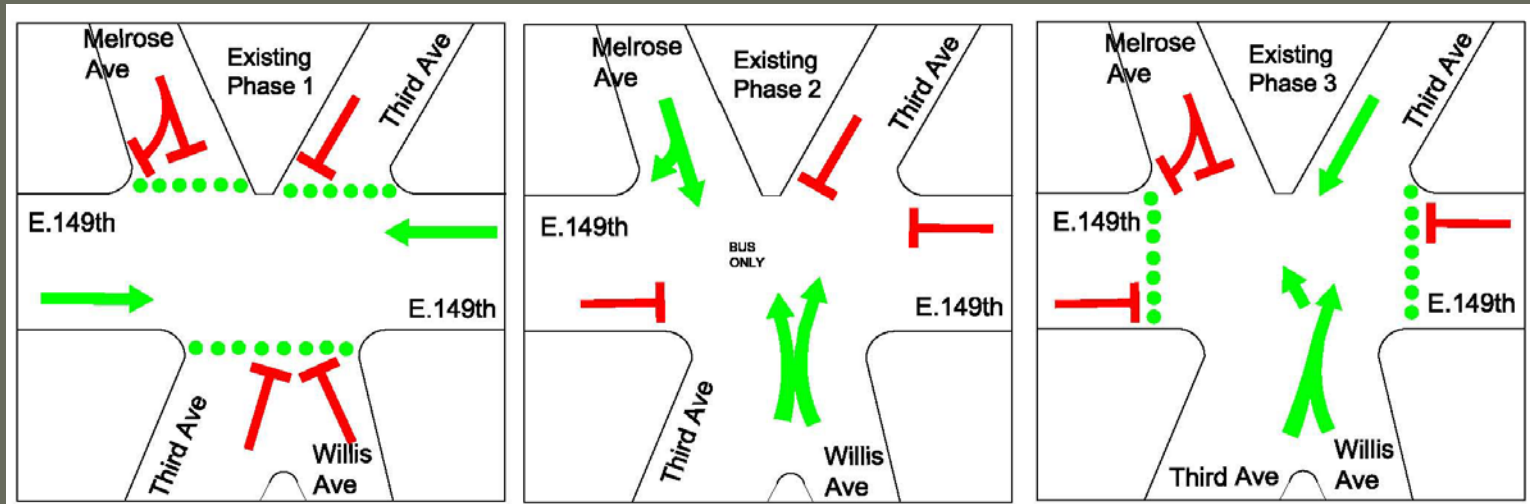 Melrose
Ave
Existing
Phase 1
Third Ave
E.149th
E.149th
Third Ave
Willis
Ave
Melrose
Ave
Existing
Phase 2
Third Ave
E.149th
BUS
ONLY
E.149th
Third Ave
Willis
Ave
Melrose
Ave
Existing
Phase 3
Third Ave
E.149th
E.149th
Third Ave
Willis
Ave